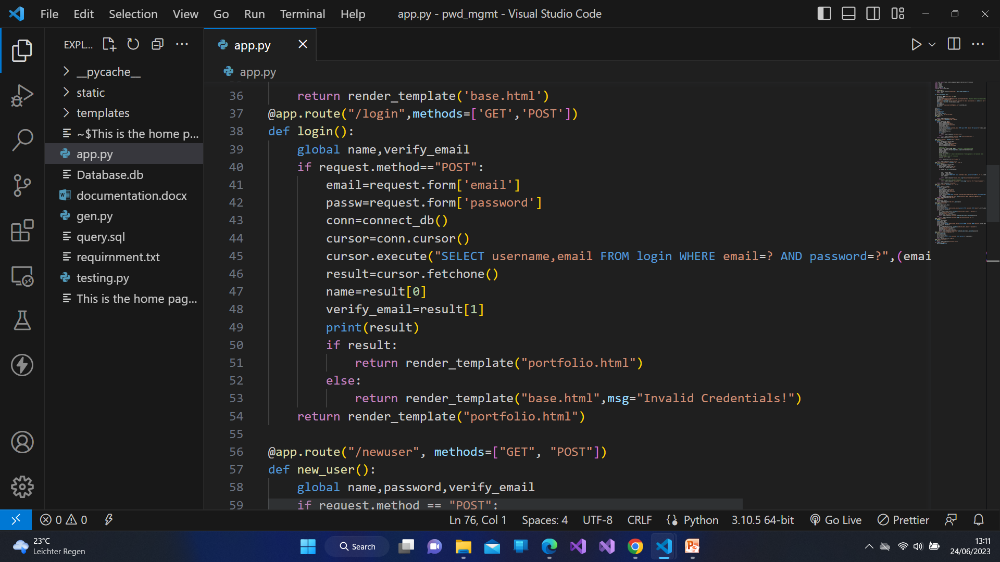 File Edit Selection View Go Run Terminal Help app.py - pwd_mgmt - Visual Studio Code
EXPL...
__pycache__
static
templates
~$This is the home p...
app.py
Database.db
documentation.docx
gen.py
query.sql
requirnment.txt
testing.py
This is the home pag...
app.py
app.py
36 return render_template('base.html')
37 @app.route("/login",methods=['GET','POST'])
38 def login():
39 global name,verify_email
40 if request.method=="POST":
41 email=request.form['email']
42 passw=request.form['password']
43 conn=connect_db()
44 cursor=conn.cursor()
45 cursor.execute("SELECT username,email FROM login WHERE email=? AND password=?",(emai
46 result=cursor.fetchone()
47 name=result[0]
48 verify_email=result[1]
49 print(result)
50 if result:
51 return render_template("portfolio.html")
52 else:
53 return render_template("base.html",msg="Invalid Credentials!")
54 return render_template("portfolio.html")
55
56 @app.route("/newuser", methods=["GET", "POST"])
57 def new_user():
58 global name,password,verify_email
59 if request.method == "POST":
0 0 Ln 76, Col 1 Spaces: 4 UTF-8 CRLF Python 3.10.5 64-bit Go Live Prettier
23°C
Leichter Regen
Search
13:11
24/06/2023